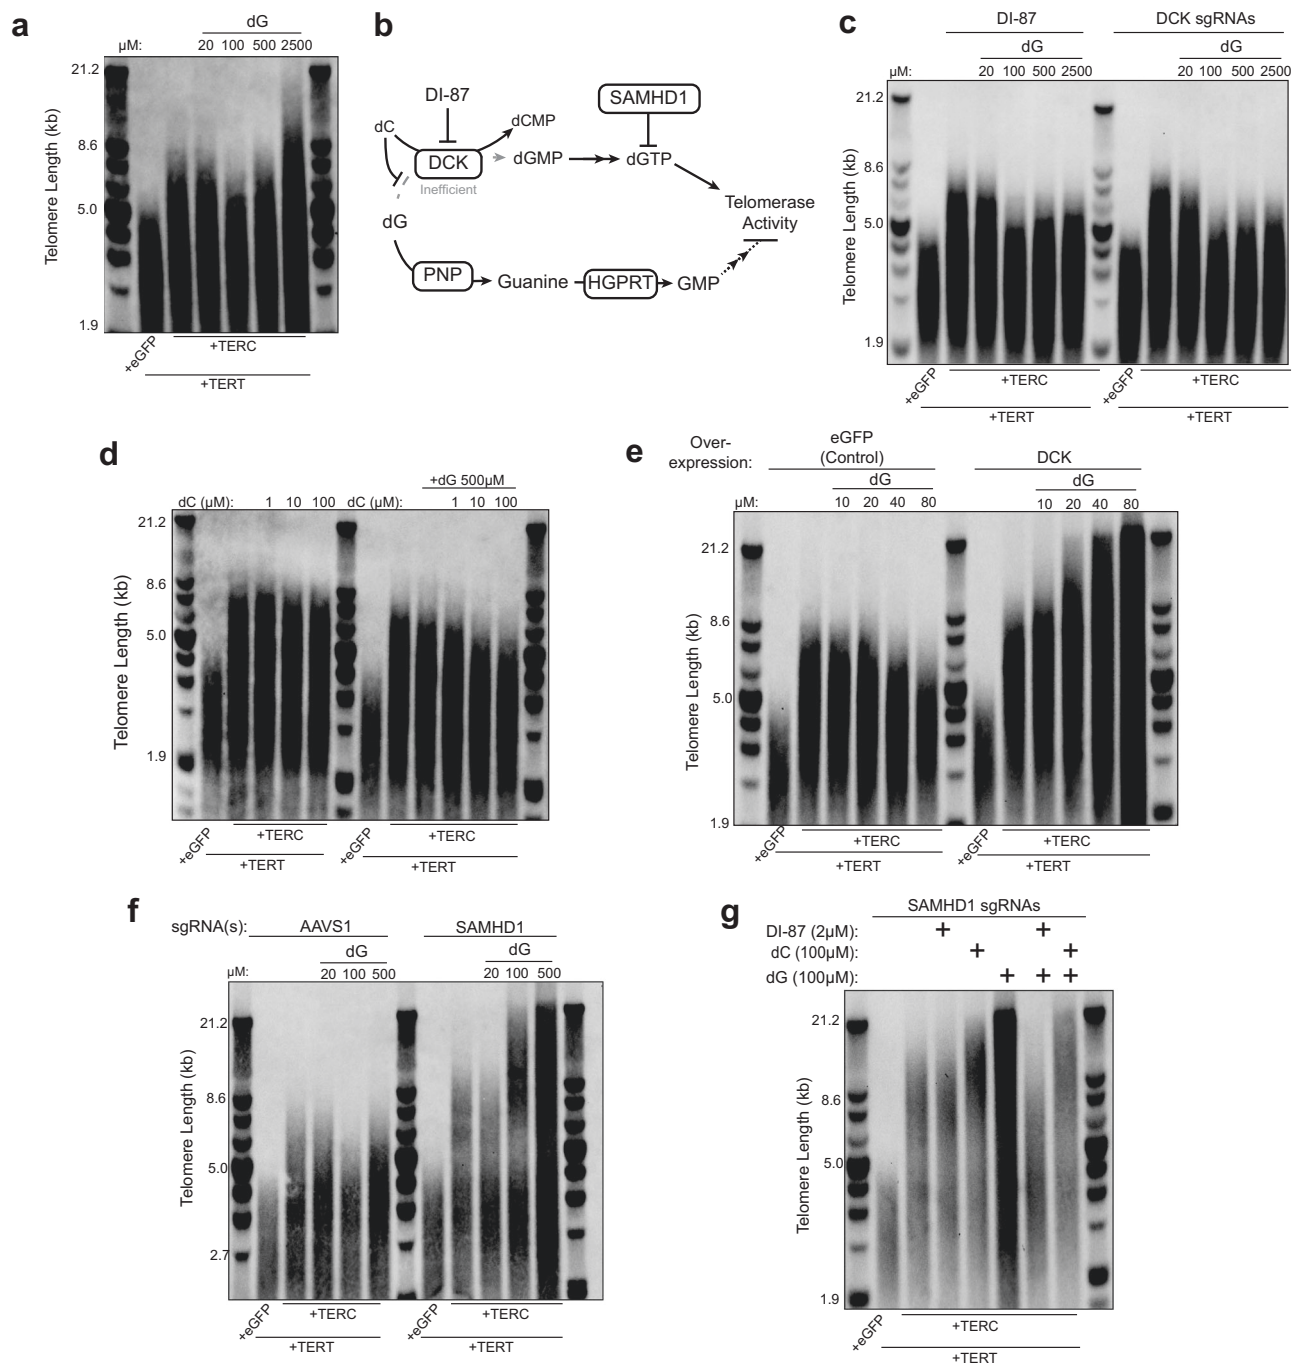 a
dG
µM: 20 100 500 2500
21.2
8.6
5.0
1.9
Telomere Length (kb)
+eGFP
+TERC
+TERT
b
DI-87
SAMHD1
dC
dCMP
DCK
dGMP
dGTP
Inefficient
Telomerase
Activity
dG
PNP
Guanine
HGPRT
GMP
c
DI-87 DCK sgRNAs
dG dG
µM: 20 100 500 2500 20 100 500 2500
21.2
8.6
5.0
1.9
Telomere Length (kb)
+eGFP +TERC +eGFP +TERC
+TERT +TERT
d
+dG 500µM
dC (µM): 1 10 100 dC (µM): 1 10 100
21.2
8.6
5.0
1.9
Telomere Length (kb)
+eGFP +TERC +eGFP +TERC
+TERT +TERT
e
Over-
expression:
eGFP
(Control)
DCK
dG dG
µM: 10 20 40 80 10 20 40 80
21.2
8.6
5.0
1.9
Telomere Length (kb)
+eGFP +TERC +eGFP +TERC
+TERT +TERT
f
sgRNA(s): AAVS1 SAMHD1
dG dG
µM: 20 100 500 20 100 500
21.2
8.6
5.0
2.7
Telomere Length (kb)
+eGFP +TERC +eGFP +TERC
+TERT +TERT
g
SAMHD1 sgRNAs
DI-87 (2µM): + +
dC (100µM): + +
dG (100µM): + + +
21.2
8.6
5.0
1.9
Telomere Length (kb)
+eGFP
+TERC
+TERT